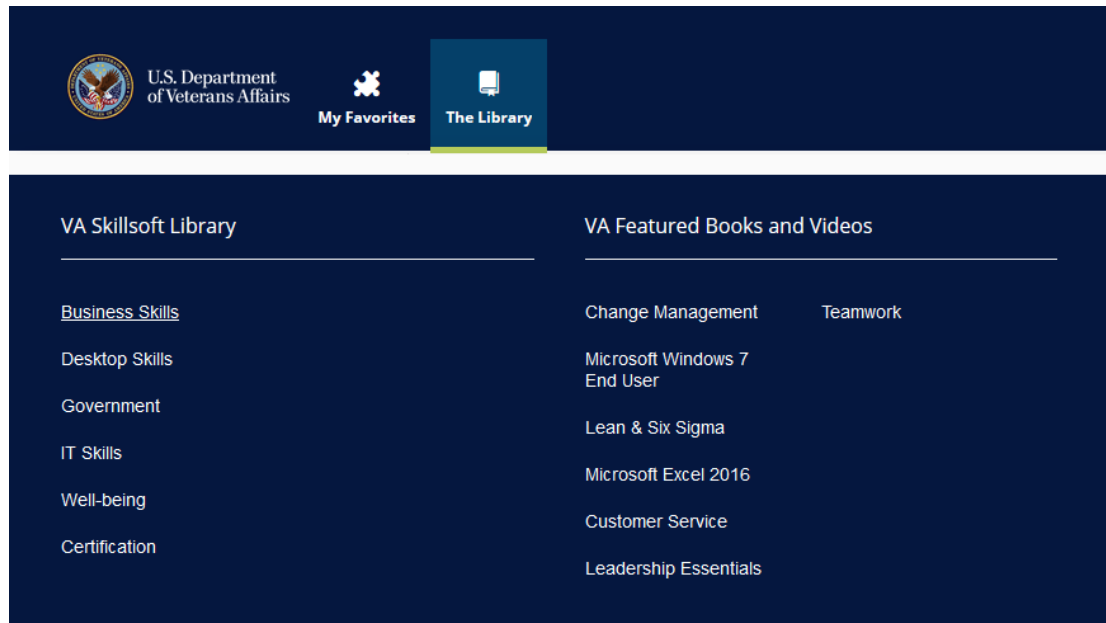 U.S. Department
of Veterans Affairs
My Favorites
The Library
VA Skillsoft Library
Business Skills
Desktop Skills
Government
IT Skills
Well-being
Certification
VA Featured Books and Videos
Change Management
Microsoft Windows 7
End User
Lean & Six Sigma
Microsoft Excel 2016
Customer Service
Leadership Essentials
Teamwork